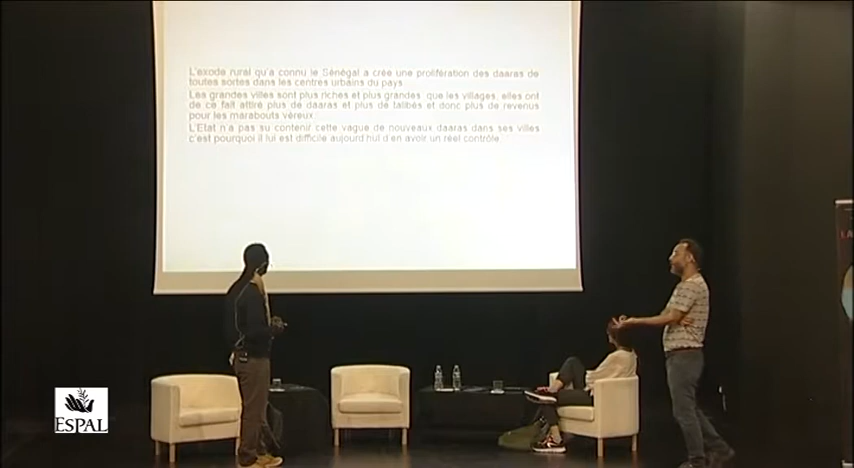 L'exode rural qu'a connu le Sénégal a crée une prolifération des daaras de
toutes sortes dans les centres urbains du pays.
Les grandes villes sont plus riches et plus grandes que les villages, elles ont
de ce fait attiré plus de daaras et plus de talibés et donc plus de revenus
pour les marabouts véreux.
L'Etat n'a pas su contenir cette vague de nouveaux daaras dans ses villes
c'est pourquoi il lui est difficile aujourd'hui d'en avoir un réel contrôle.
ESPAL